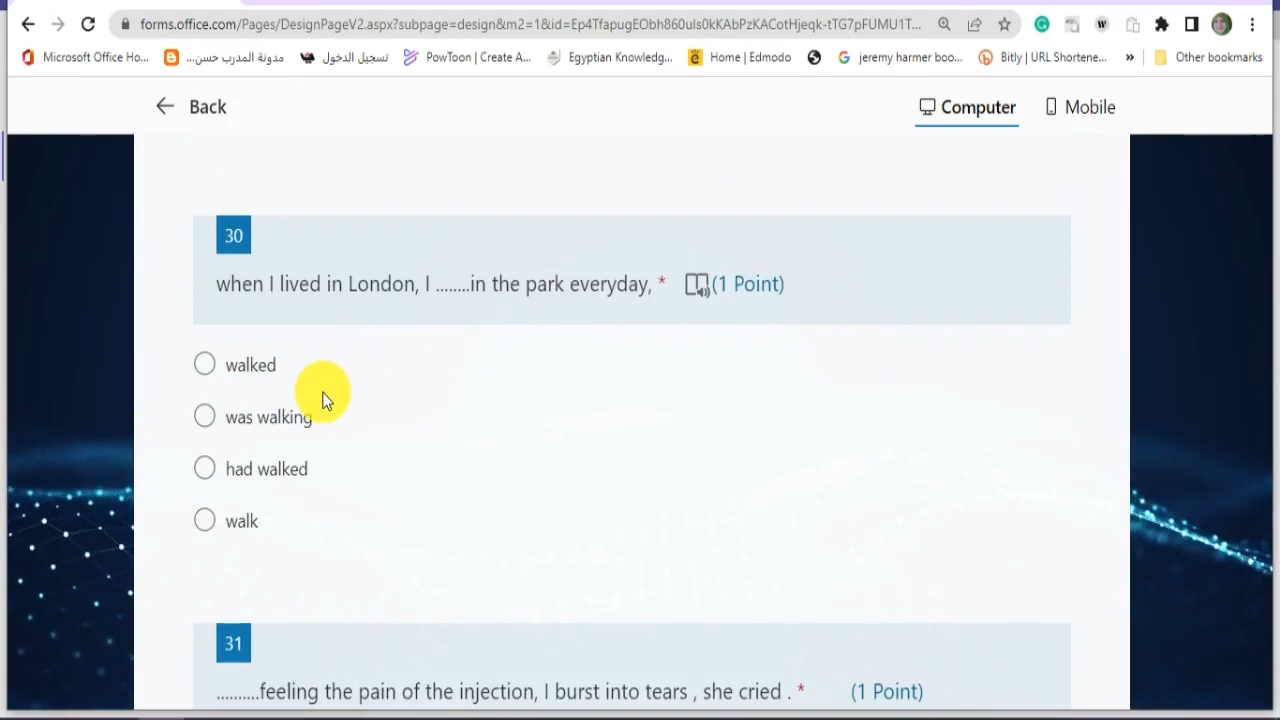 forms.office.com/Pages/DesignPageV2.aspx?subpage=design&m2=1&id=Ep4TfapugEObh860uls0kKAtPzKACotHjeqk-tTG7pFUMU1T...
Microsoft Office Ho...
مدونة المدرب حسن...
تسجيل الدخول
PowToon | Create A...
Egyptian Knowledg...
Home | Edmodo
jeremy harmer boo...
Bitly | URL Shortene...
»
Other bookmarks
Back
Computer
Mobile
30
when I lived in London, I ........in the park everyday, * (1 Point)
walked
was walking
had walked
walk
31
..........feeling the pain of the injection, I burst into tears , she cried . * (1 Point)